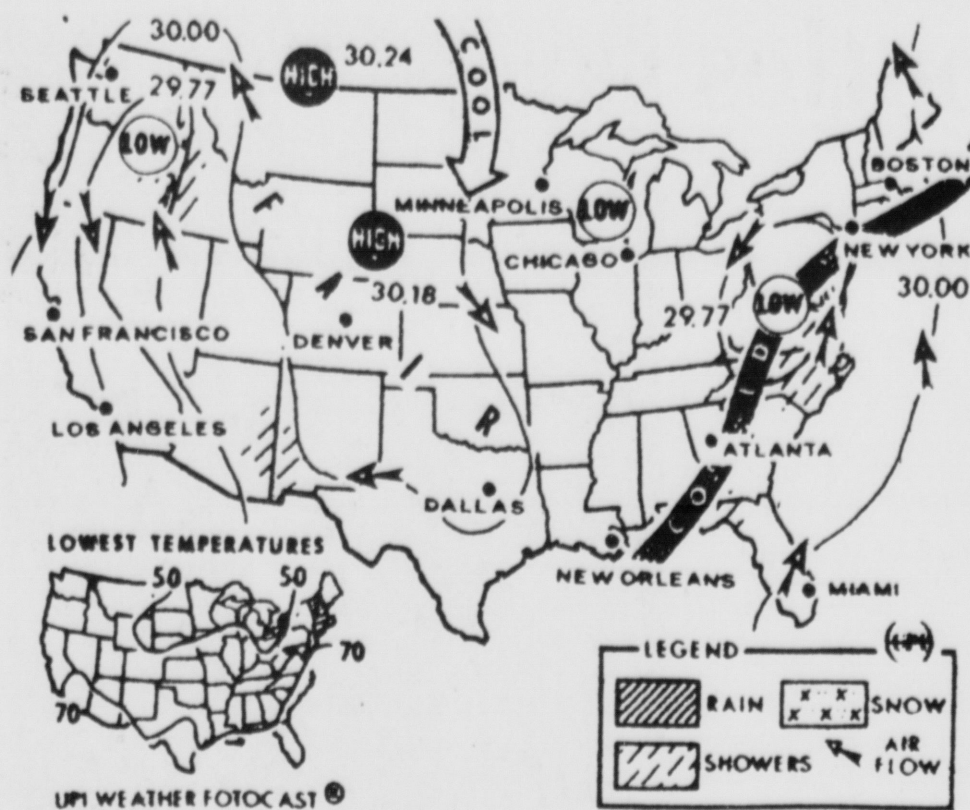 30.00
HIGH
30.24
COOL
SEATTLE
29.77
LOW
BOSTON
MINNEAPOLIS
LOW
HIGH
NEW YORK
CHICAGO
FAIR
30.18
LOW
29.77
30.00
SAN FRANCISCO
DENVER
COLD
LOS ANGELES
ATLANTA
DALLAS
NEW ORLEANS
MIAMI
LOWEST TEMPERATURES
50
50
70
70
UPI WEATHER FOTOCAST ®
LEGEND
(UPI)
RAIN
SNOW
SHOWERS
AIR
FLOW